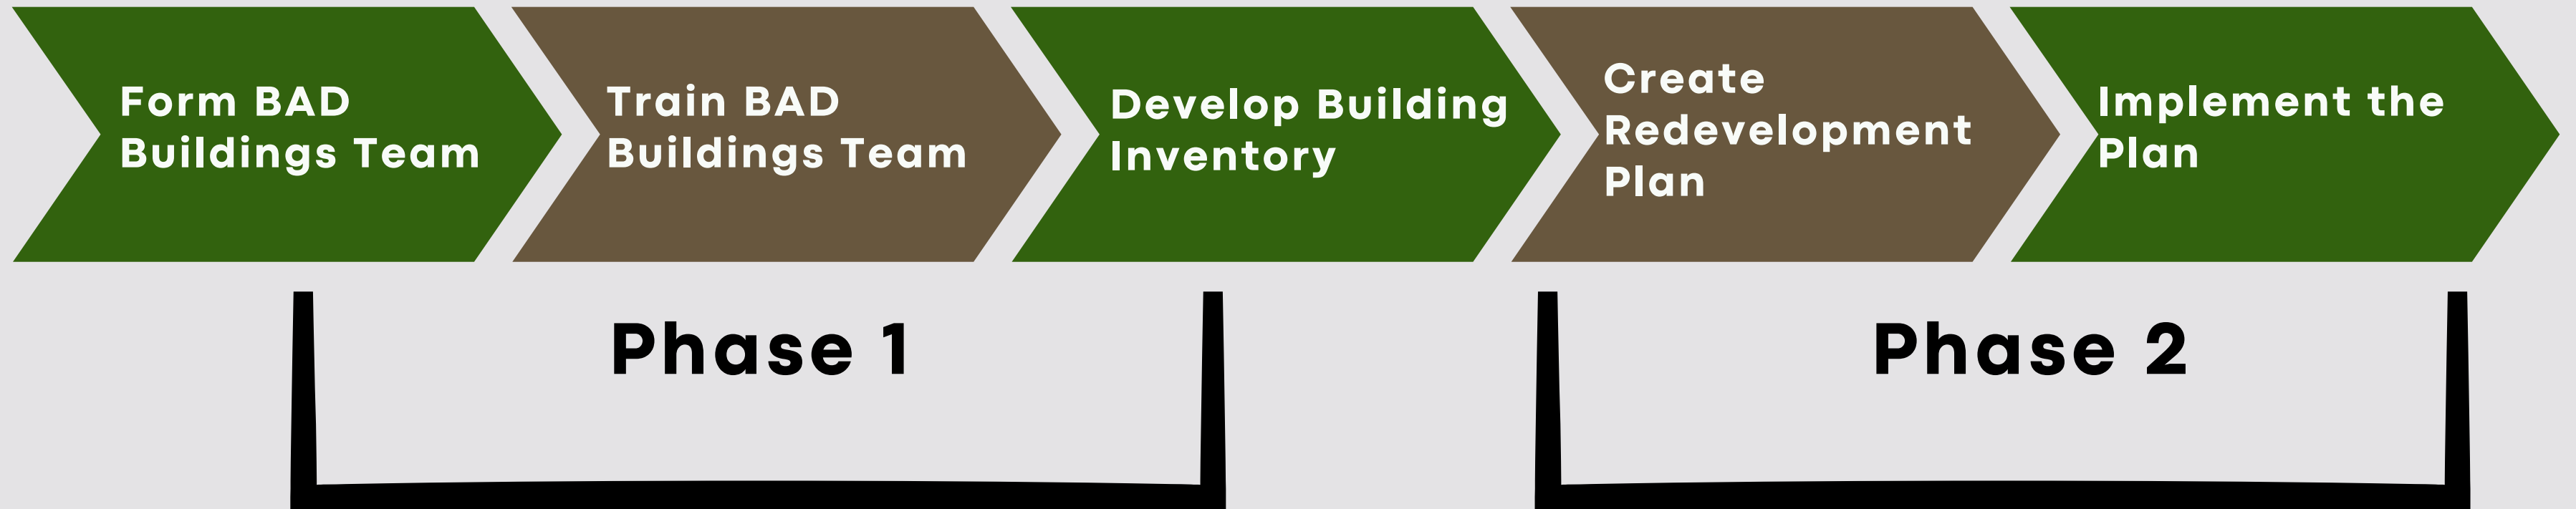 Form BAD
Buildings Team
Train BAD
Buildings Team
Develop Building
Inventory
Create
Redevelopment
Plan
Implement the
Plan
Phase 1
Phase 2